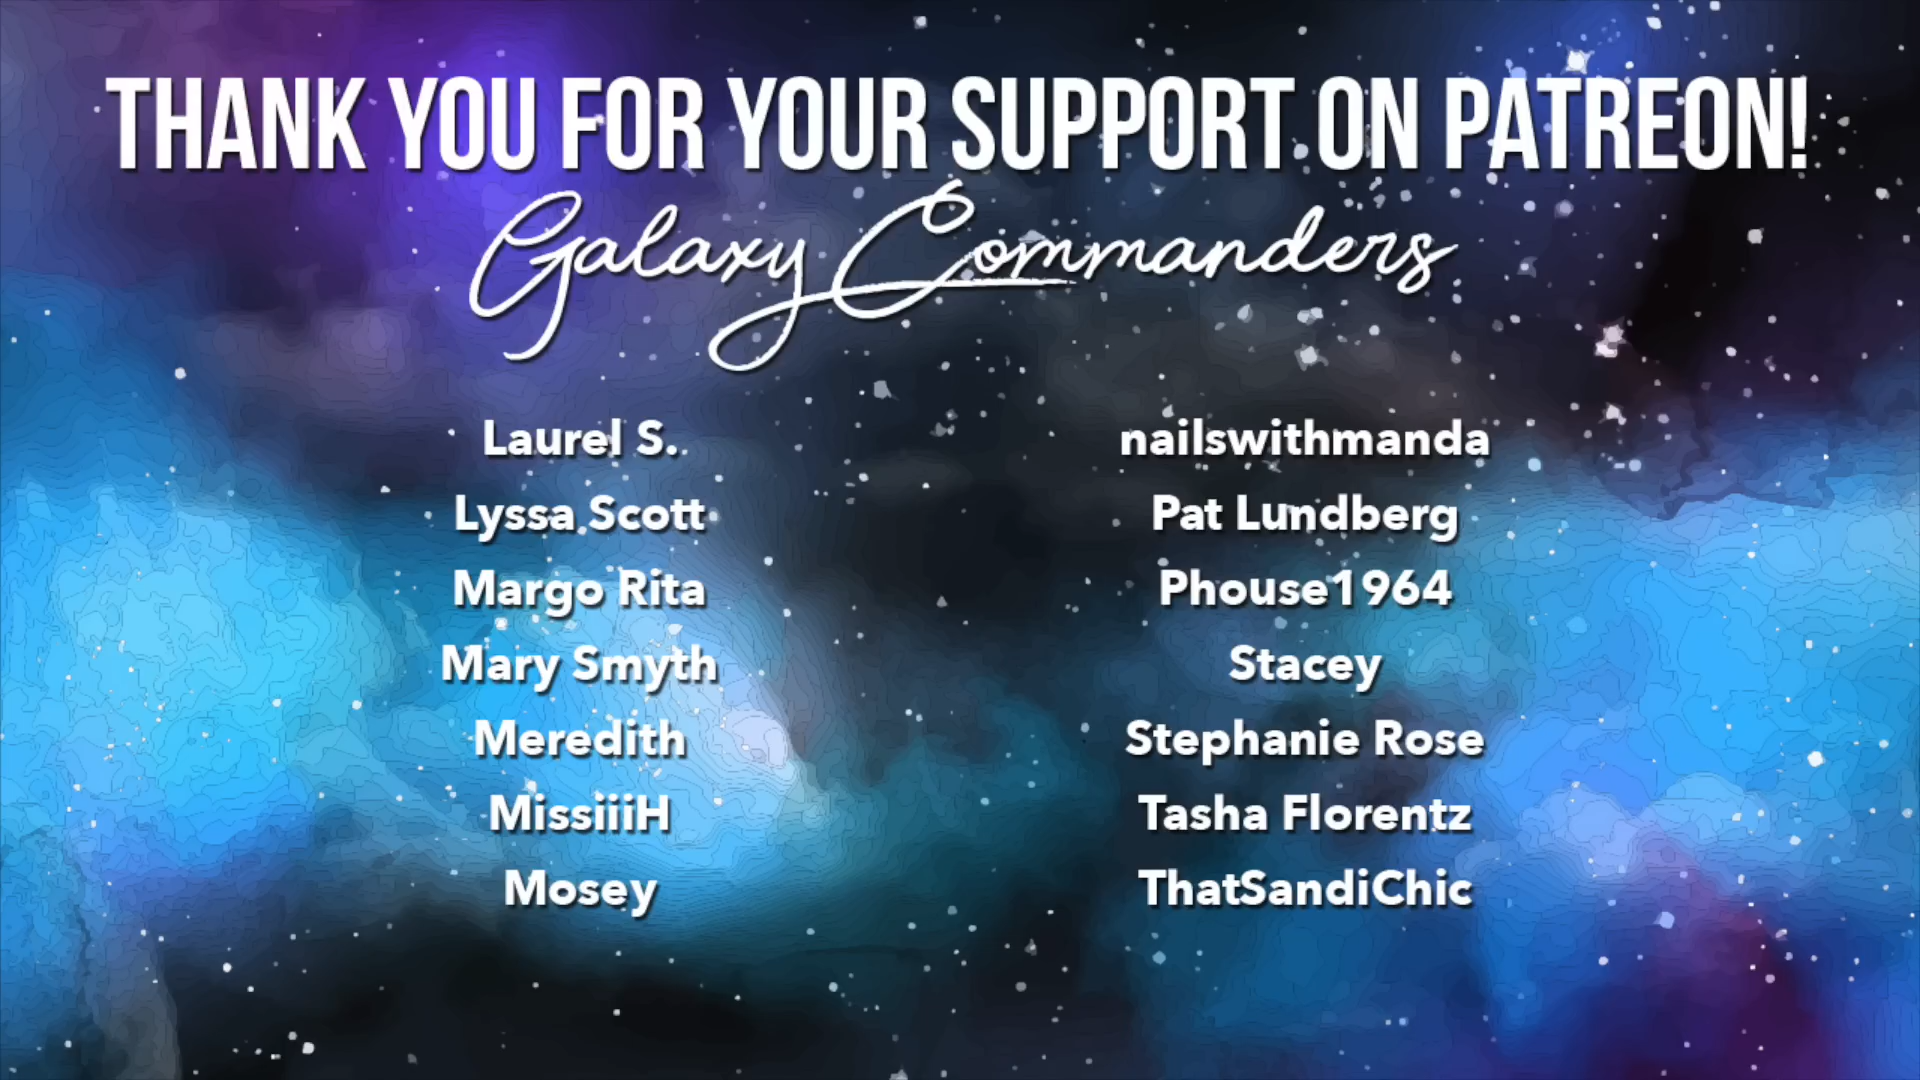 THANK YOU FOR YOUR SUPPORT ON PATREON!
Galaxy Commanders
Laurel S.
Lyssa Scott
Margo Rita
Mary Smyth
Meredith
MissiiiH
Mosey
nailswithmanda
Pat Lundberg
Phouse1964
Stacey
Stephanie Rose
Tasha Florentz
ThatSandiChic